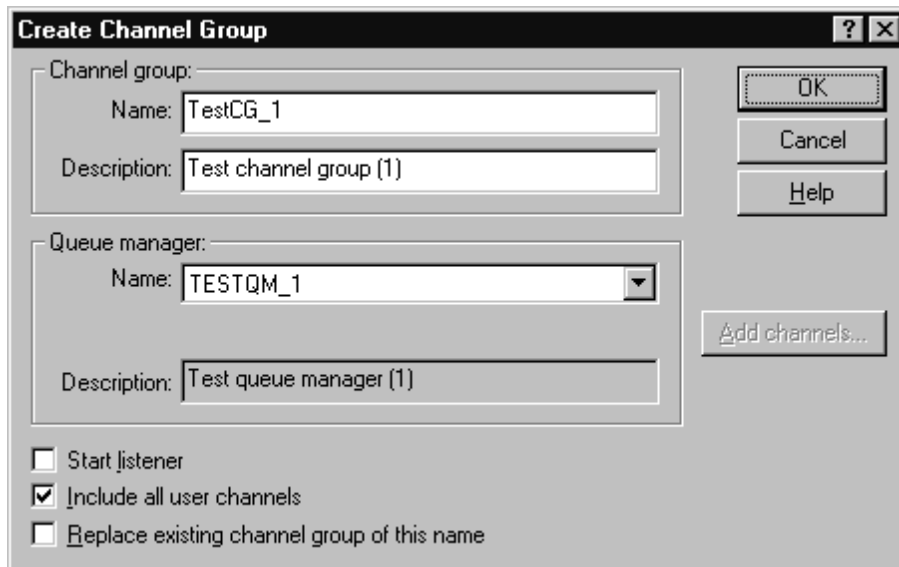 Create Channel Group
Channel group:
Name: TestCG_1
Description: Test channel group (1)
OK
Cancel
Help
Queue manager:
Name: TESTQM_1
Description: Test queue manager (1)
Add channels...
Start listener
Include all user channels
Replace existing channel group of this name